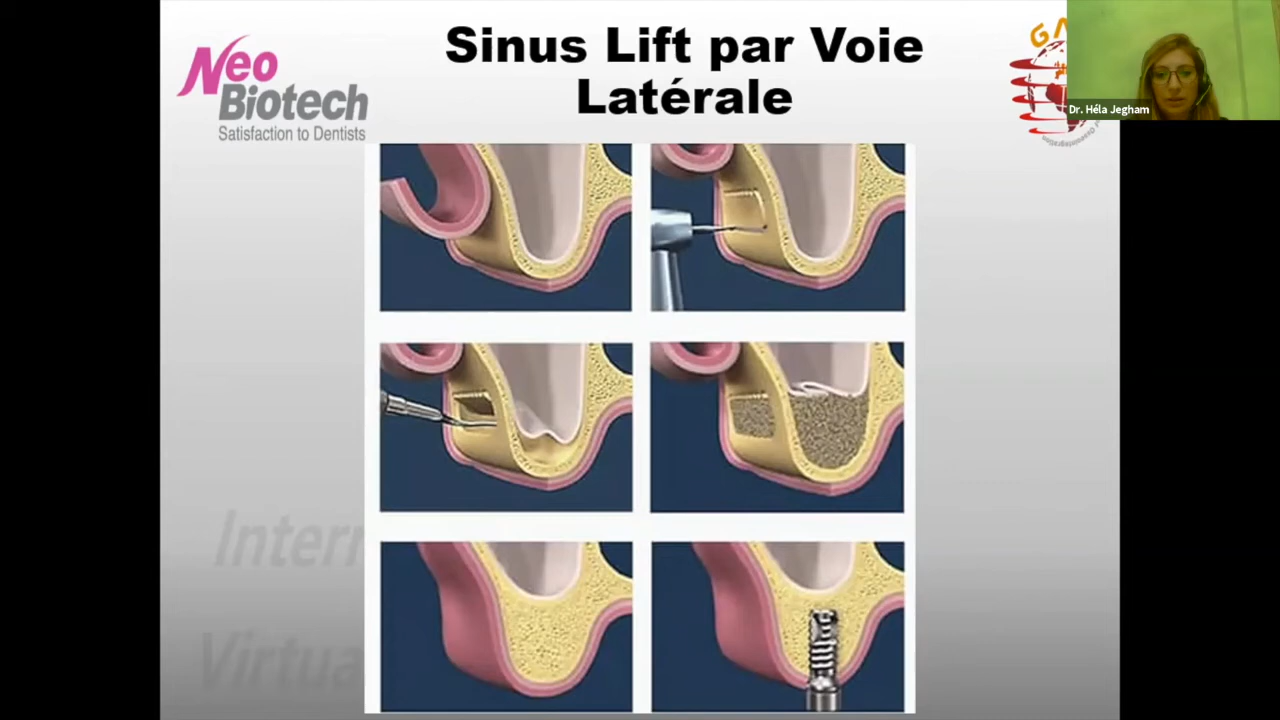 Sinus Lift par Voie
Latérale
Neo
Biotech
Satisfaction to Dentists
Dr. Héla Jegham